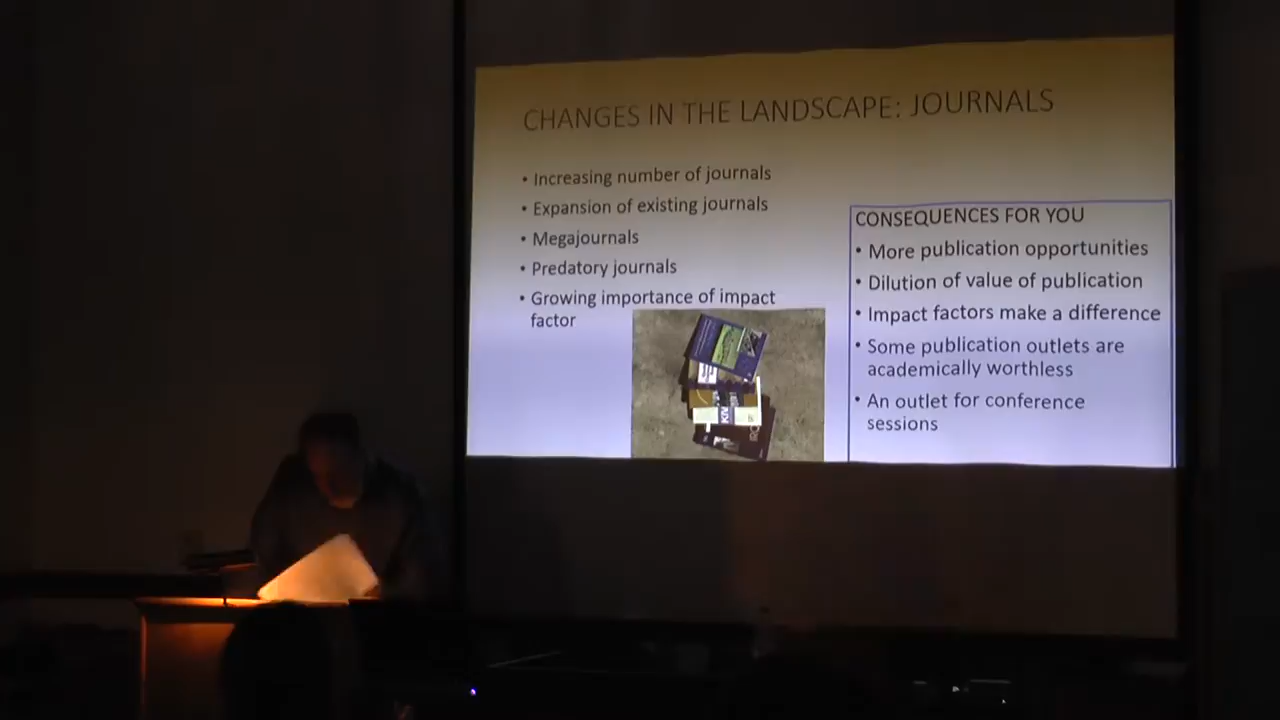 CHANGES IN THE LANDSCAPE: JOURNALS
• Increasing number of journals
• Expansion of existing journals
• Megajournals
• Predatory journals
• Growing importance of impact
factor
CONSEQUENCES FOR YOU
• More publication opportunities
• Dilution of value of publication
• Impact factors make a difference
• Some publication outlets are
academically worthless
• An outlet for conference
sessions